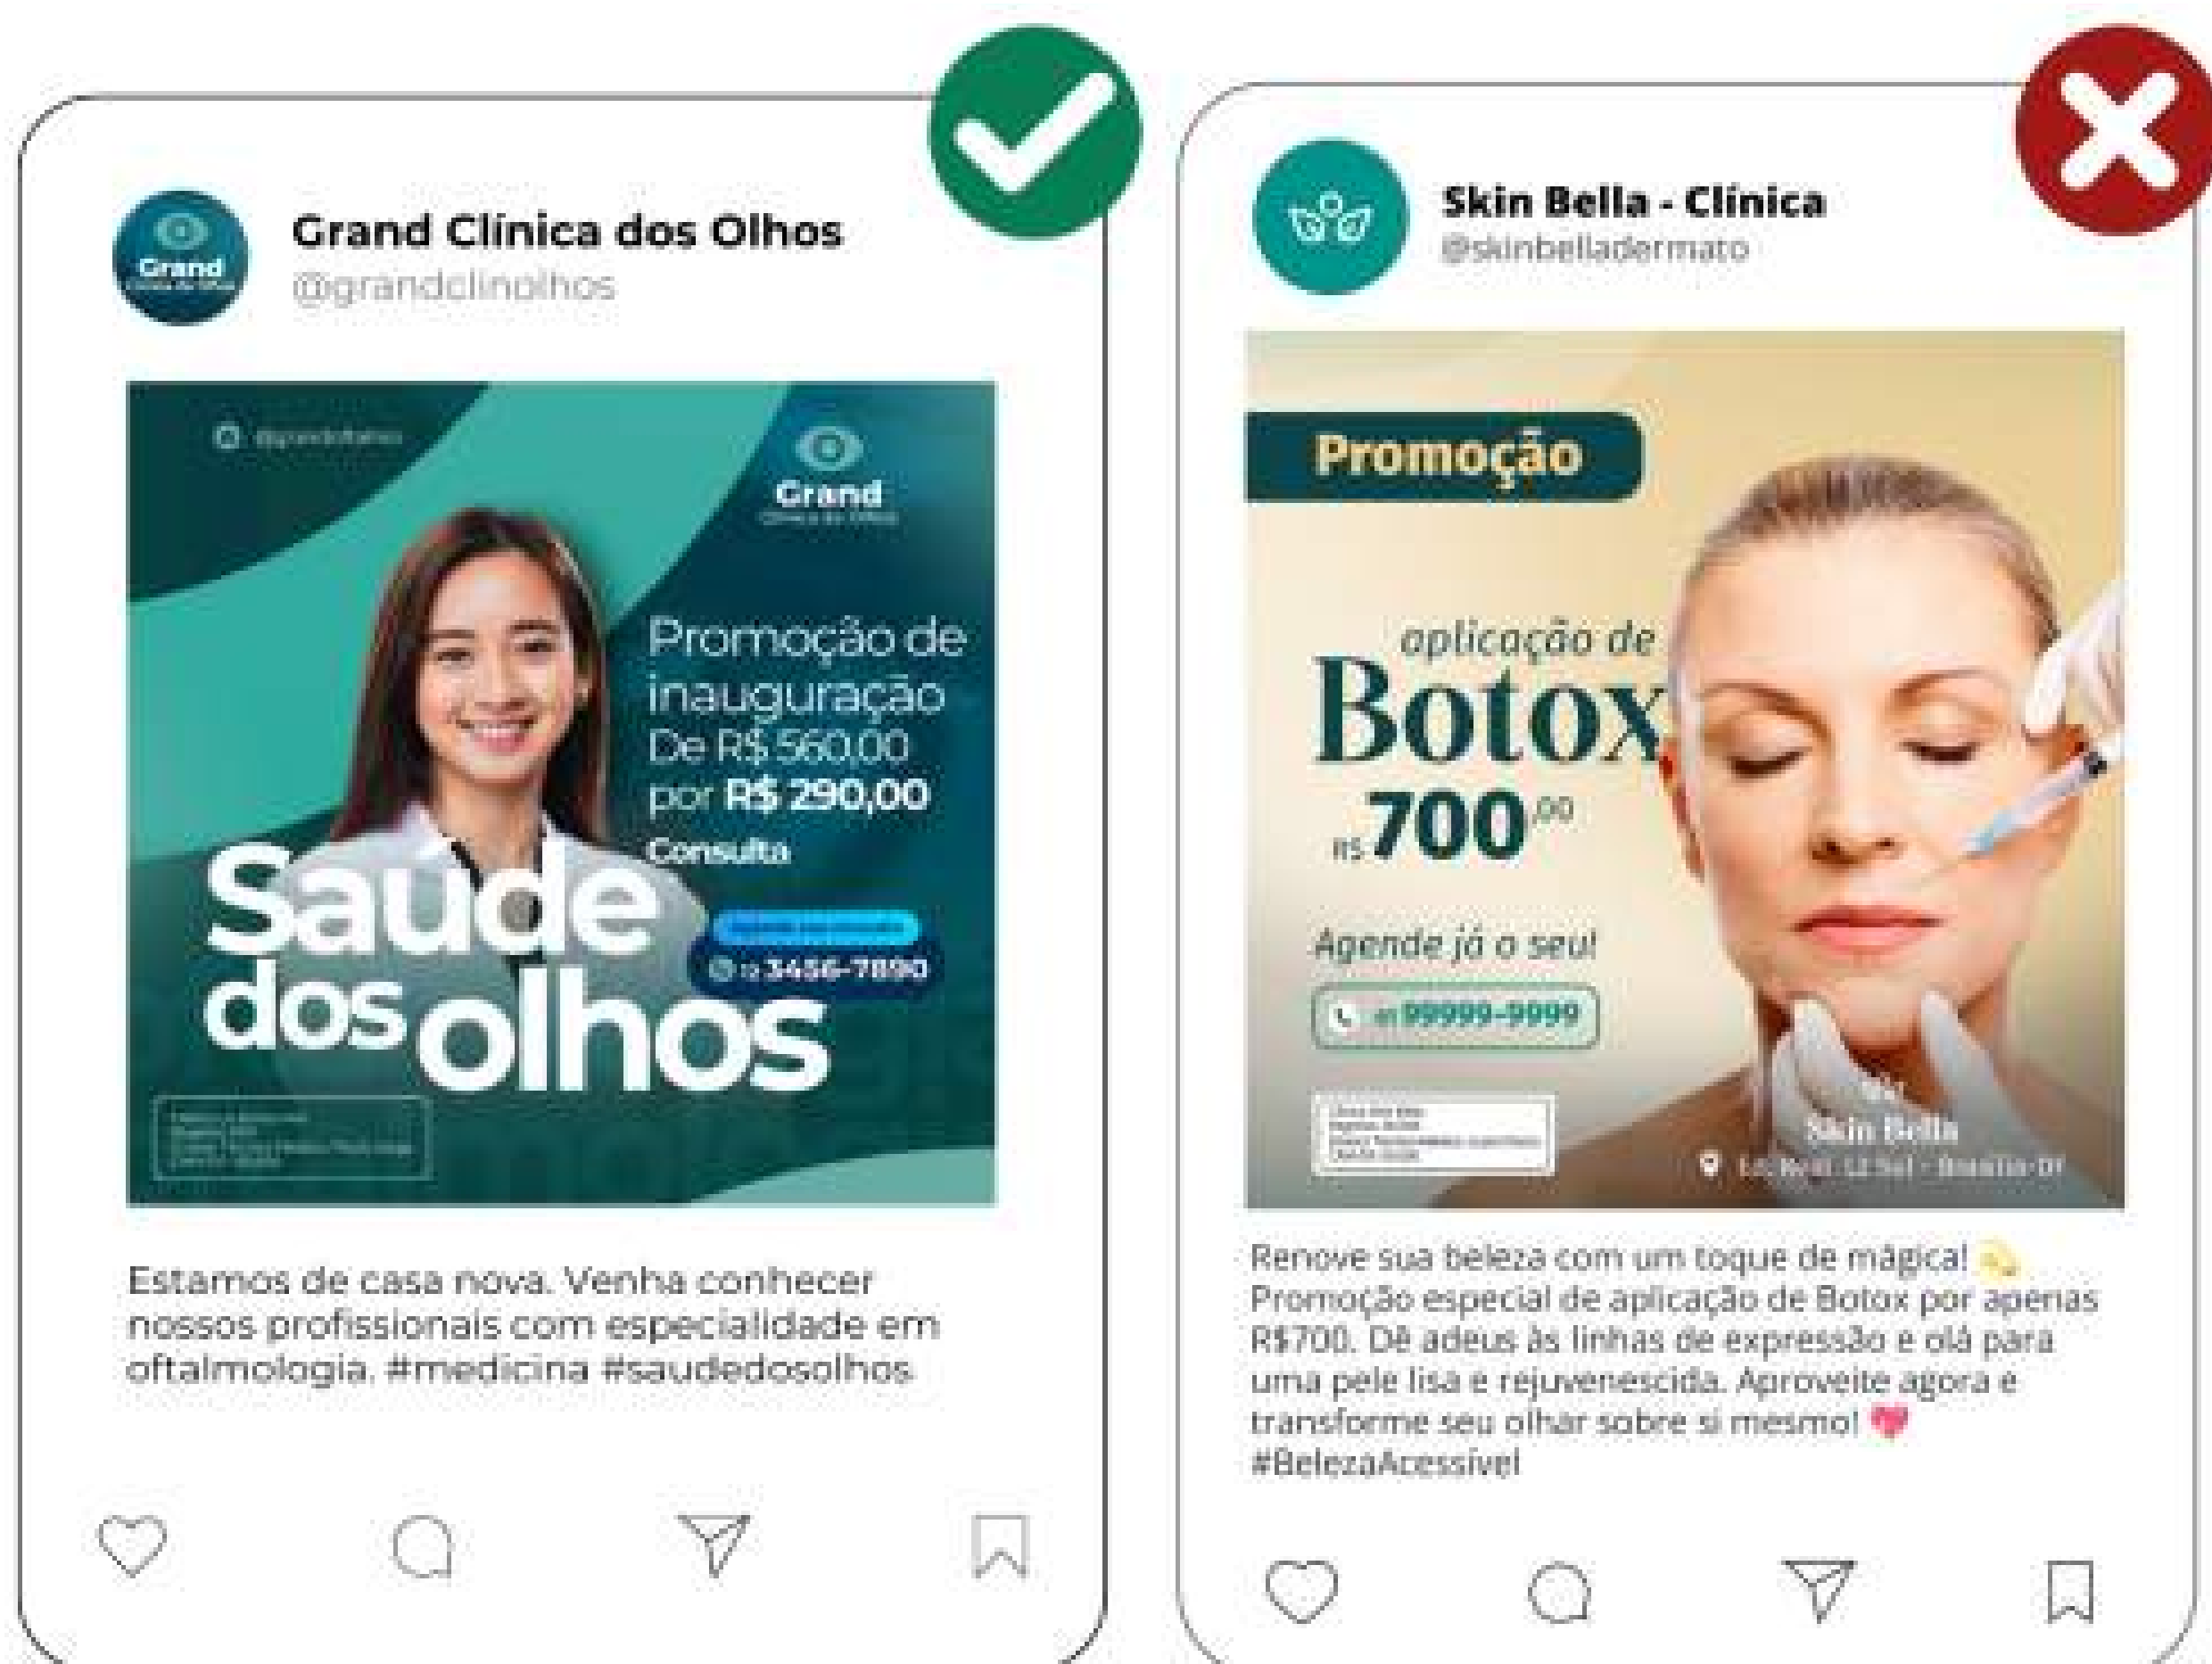 Grand
Grand Clínica dos Olhos
@grandclinolhos
Grand
Promoção de
inauguração
De R$ 560,00
por R$ 290,00
Consulta
3456-7890
Saúde
dos olhos
Estamos de casa nova. Venha conhecer
nossos profissionais com especialidade em
oftalmologia. #medicina #saudedosolhos
Skin Bella - Clínica
@skinbelladermato
Promoção
aplicação de
Botox
R$ 700,00
Agende já o seu!
99999-9999
Skin Bella
Renove sua beleza com um toque de mágica! 💫
Promoção especial de aplicação de Botox por apenas
R$700. Dê adeus às linhas de expressão e olá para
uma pele lisa e rejuvenescida. Aproveite agora e
transforme seu olhar sobre si mesmo! 💖
#BelezaAcessível